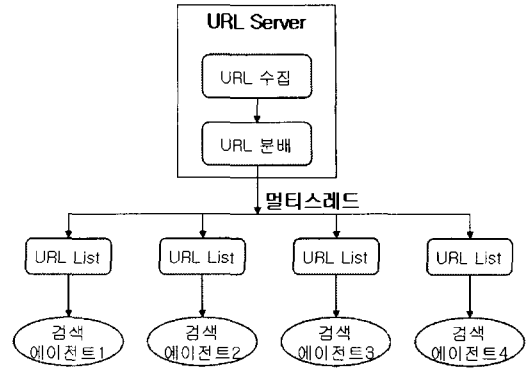 URL Server
URL 수집
URL 분배
멀티스레드
URL List
URL List
URL List
URL List
검색
에이전트1
검색
에이전트2
검색
에이전트3
검색
에이전트4